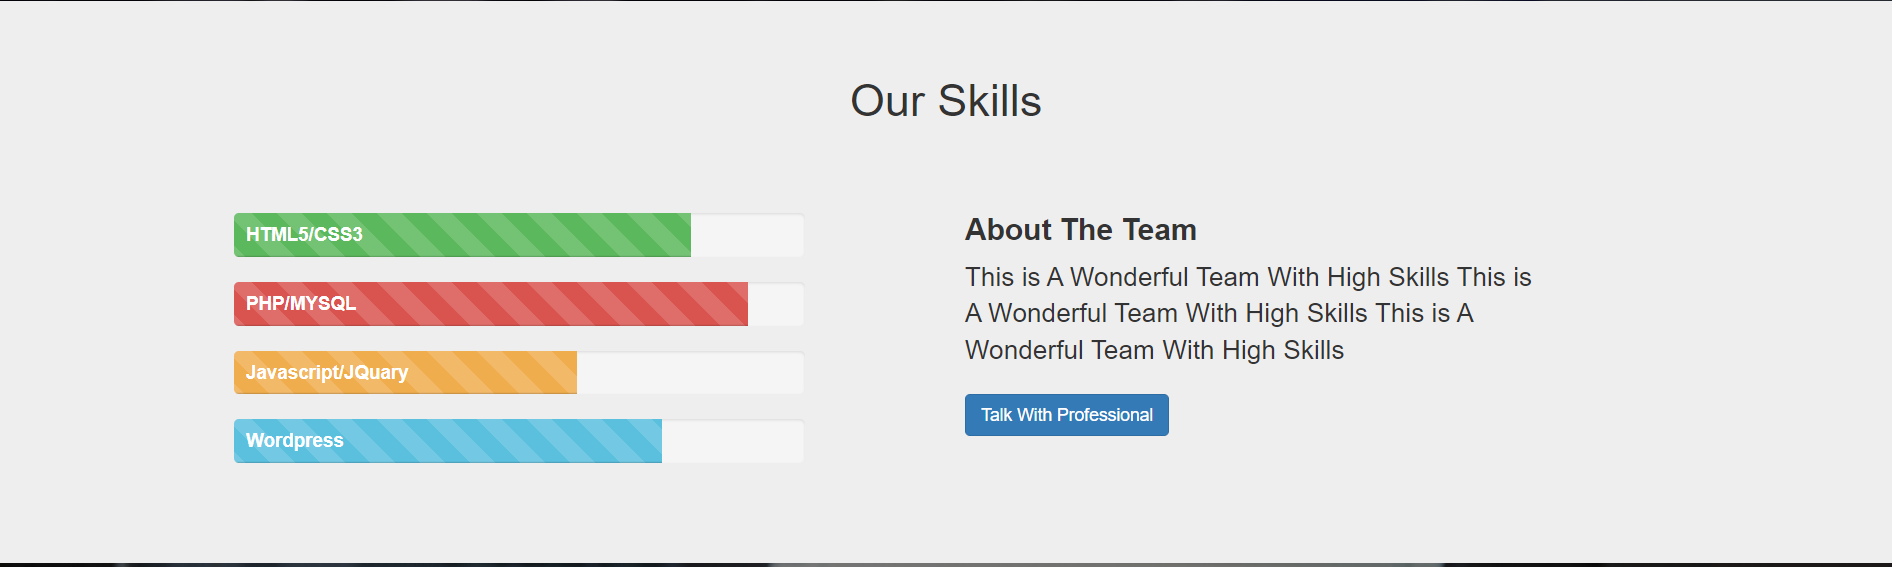 Our Skills
HTML5/CSS3
PHP/MYSQL
Javascript/JQuary
Wordpress
About The Team
This is A Wonderful Team With High Skills This is
A Wonderful Team With High Skills This is A
Wonderful Team With High Skills
Talk With Professional